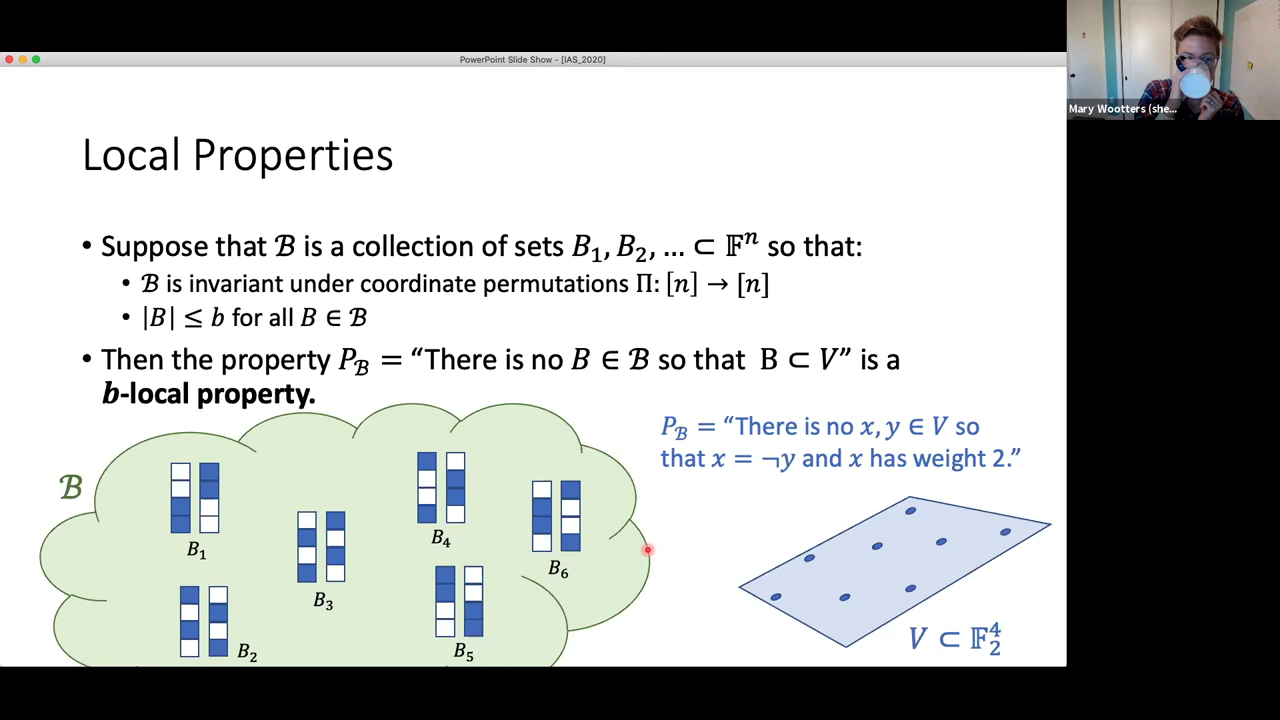 PowerPoint Slide Show - [IAS_2020]
Mary Wootters (she...
Local Properties
• Suppose that ℬ is a collection of sets B₁, B₂, … ⊂ 𝔽ⁿ so that:
• ℬ is invariant under coordinate permutations Π: [n] → [n]
• |B| ≤ b for all B ∈ ℬ
• Then the property P_ℬ = “There is no B ∈ ℬ so that B ⊂ V” is a
b-local property.
P_ℬ = “There is no x, y ∈ V so
that x = ¬y and x has weight 2.”
ℬ
B₁
B₄
B₆
B₃
B₂
B₅
V ⊂ 𝔽₂⁴